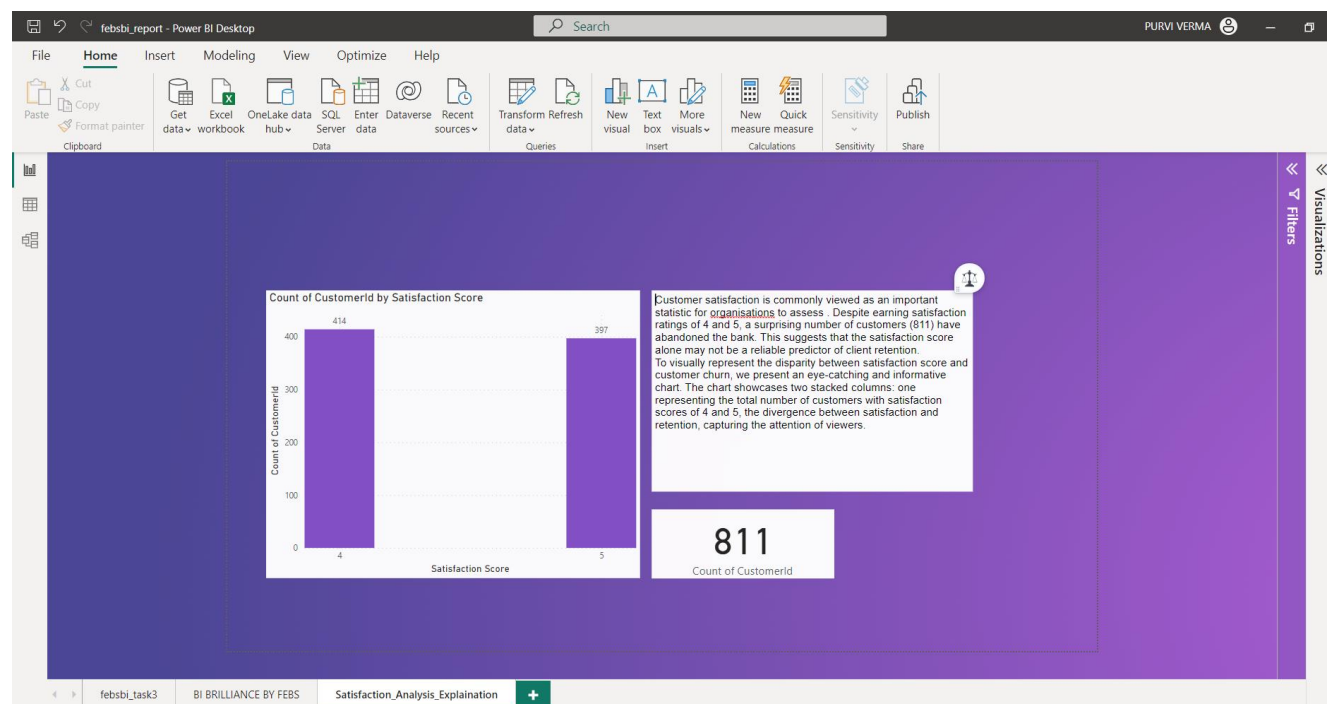 febsbi_report - Power BI Desktop
Search
PURVI VERMA
File Home Insert Modeling View Optimize Help
Paste
Cut
Copy
Format painter
Clipboard
Get data
Excel workbook
OneLake data hub
SQL Server
Enter data
Dataverse
Recent sources
Data
Transform data
Refresh
Queries
New visual
Text box
More visuals
Insert
New measure
Quick measure
Calculations
Sensitivity
Sensitivity
Publish
Share
Count of CustomerId by Satisfaction Score
414
397
400
300
200
100
0
Count of CustomerId
4
5
Satisfaction Score
Customer satisfaction is commonly viewed as an important
statistic for organisations to assess . Despite earning satisfaction
ratings of 4 and 5, a surprising number of customers (811) have
abandoned the bank. This suggests that the satisfaction score
alone may not be a reliable predictor of client retention.
To visually represent the disparity between satisfaction score and
customer churn, we present an eye-catching and informative
chart. The chart showcases two stacked columns: one
representing the total number of customers with satisfaction
scores of 4 and 5, the divergence between satisfaction and
retention, capturing the attention of viewers.
811
Count of CustomerId
Filters
Visualizations
febsbi_task3
BI BRILLIANCE BY FEBS
Satisfaction_Analysis_Explaination